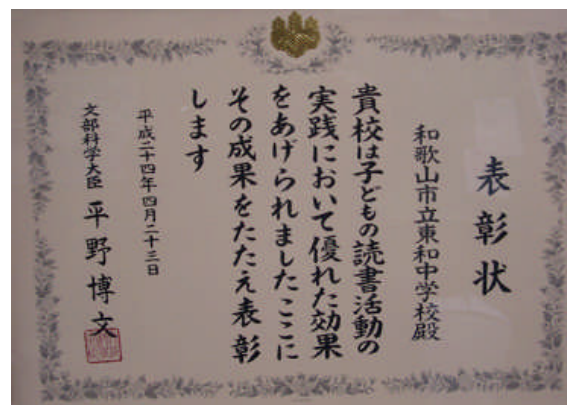 表彰状
和歌山市立東和中学校殿
貴校は子どもの読書活動の
実践において優れた効果
をあげられましたここに
その成果をたたえ表彰
します
平成二十四年四月二十三日
文部科学大臣 平野博文